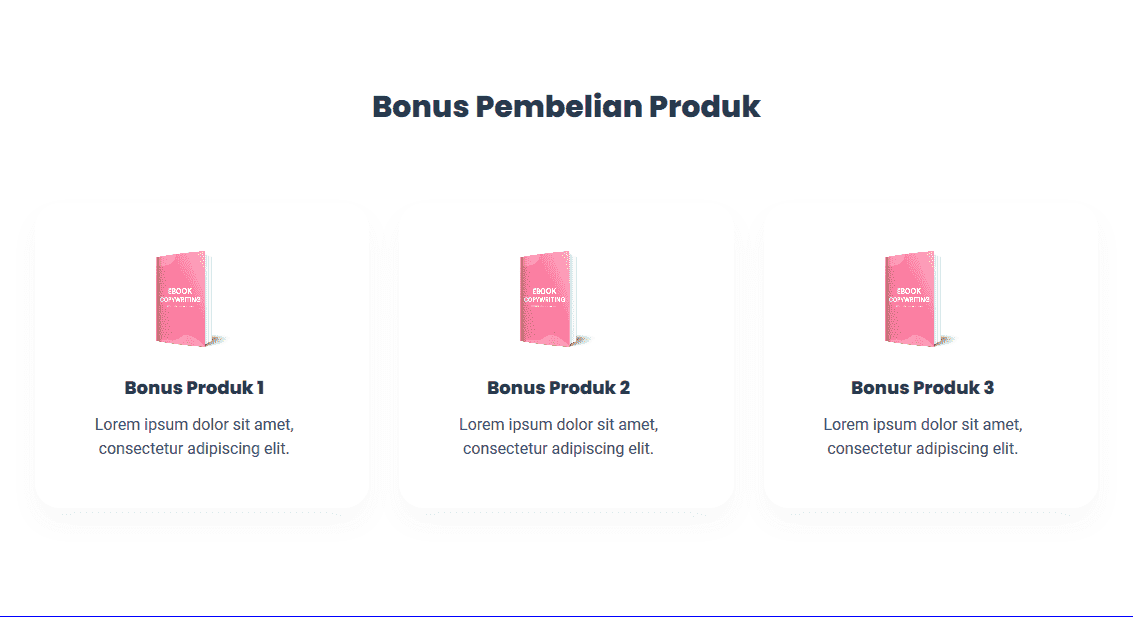 Bonus Pembelian Produk
EBOOK
COPYWRITING
EBOOK
COPYWRITING
EBOOK
COPYWRITING
Bonus Produk 1
Bonus Produk 2
Bonus Produk 3
Lorem ipsum dolor sit amet,
consectetur adipiscing elit.
Lorem ipsum dolor sit amet,
consectetur adipiscing elit.
Lorem ipsum dolor sit amet,
consectetur adipiscing elit.